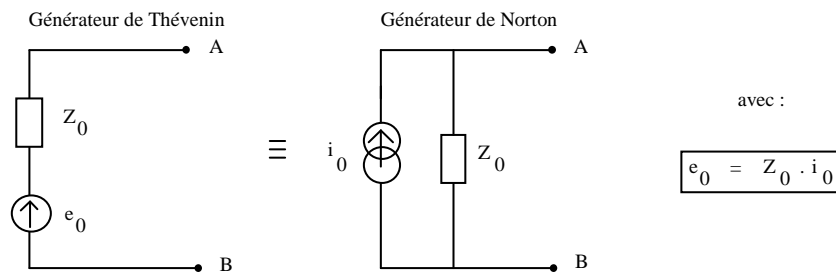 Générateur de Thévenin
Générateur de Norton
A
Z0
e0
B
≡
A
i0
Z0
B
avec :
e0 = Z0 . i0